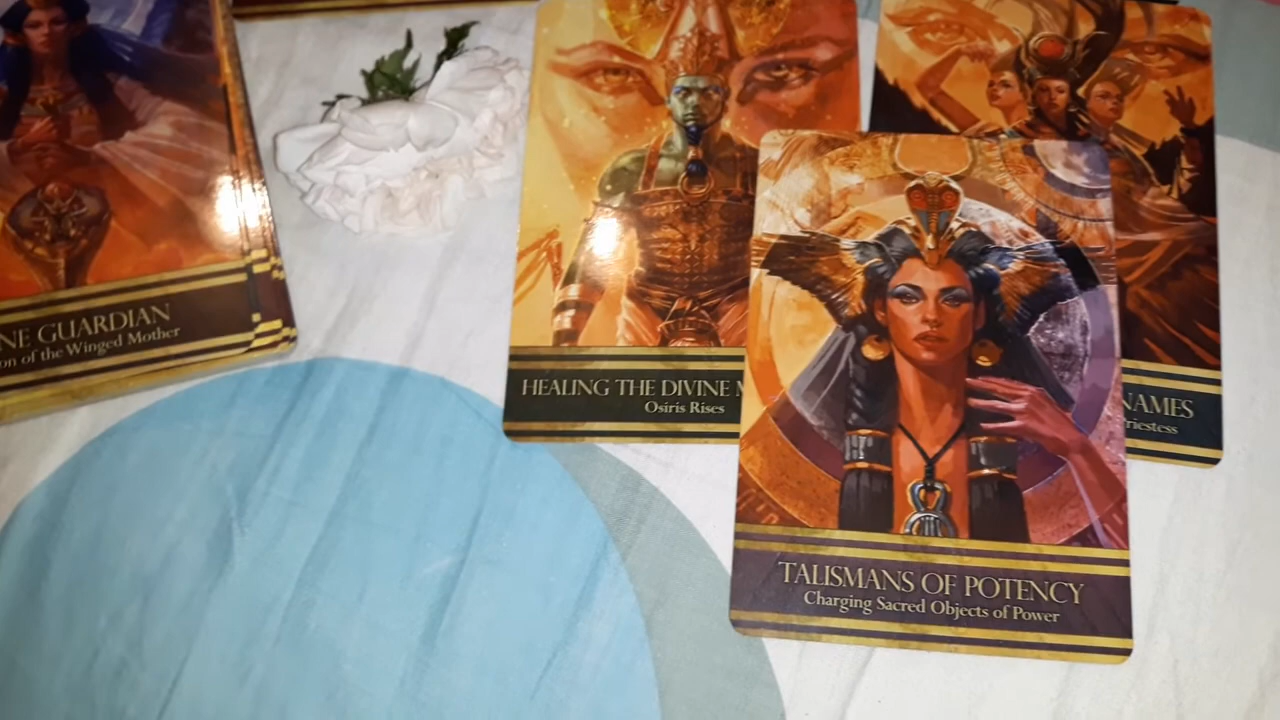 NE GUARDIAN
on of the Winged Mother
HEALING THE DIVINE
Osiris Rises
NAMES
Priestess
TALISMANS OF POTENCY
Charging Sacred Objects of Power